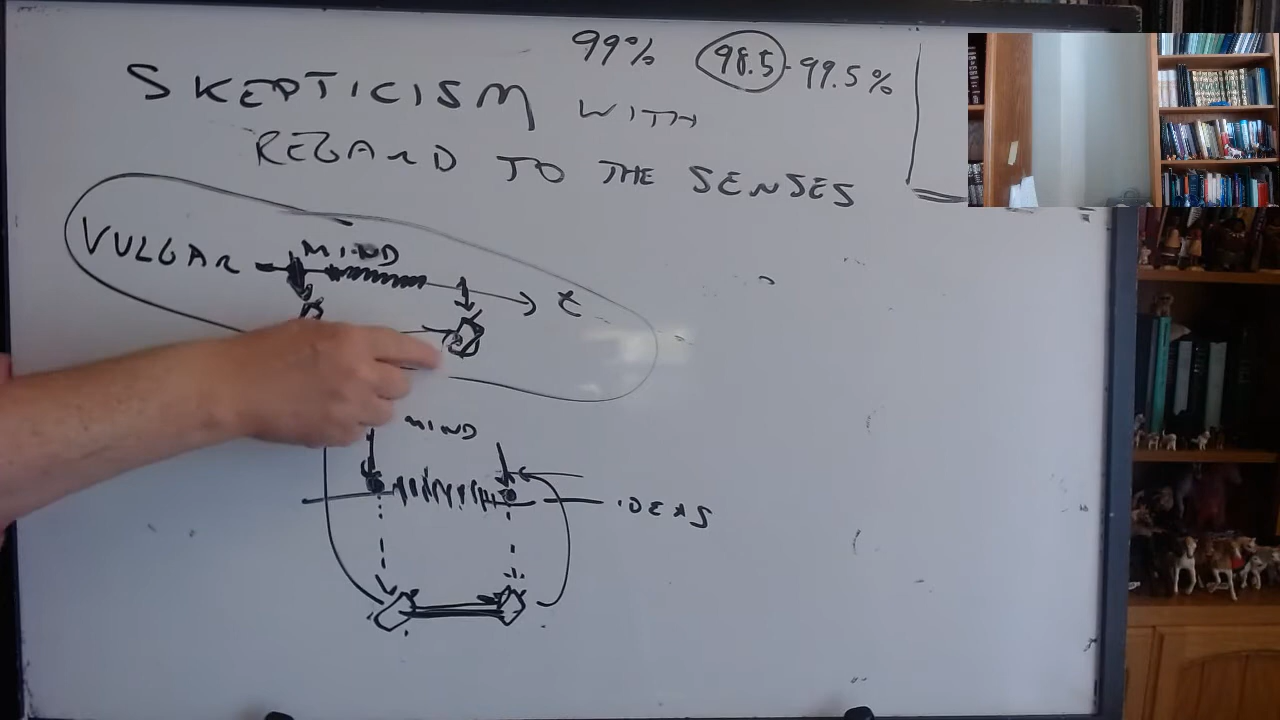 99% 98.5-99.5%
SKEPTICISM WITH
REGARD TO THE SENSES
VULGAR MIND
t
MIND
IDEAS